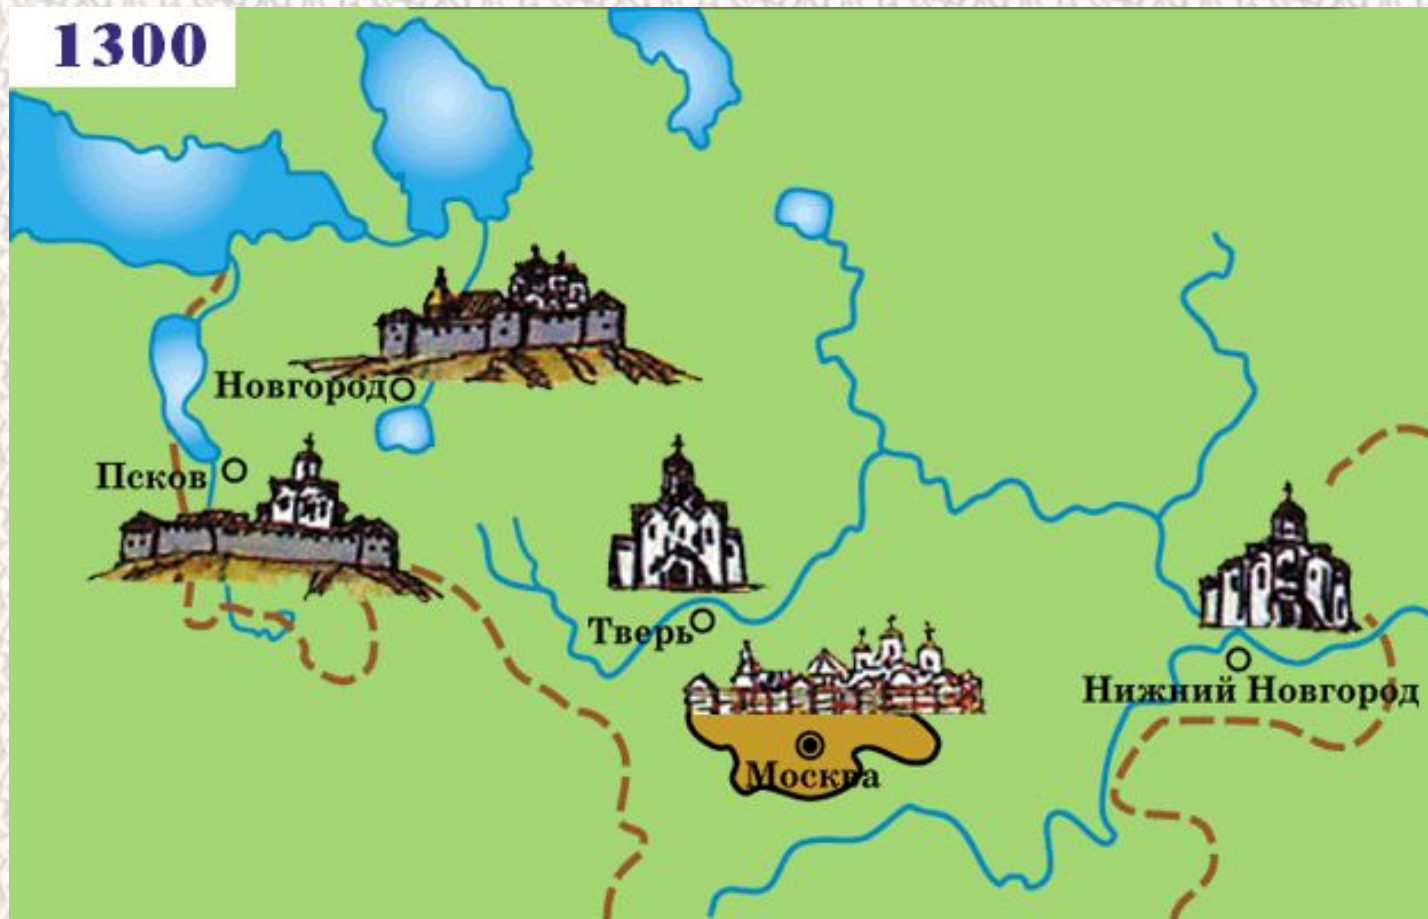 1300
Новгород
Псков
Тверь
Нижний Новгород
Москва